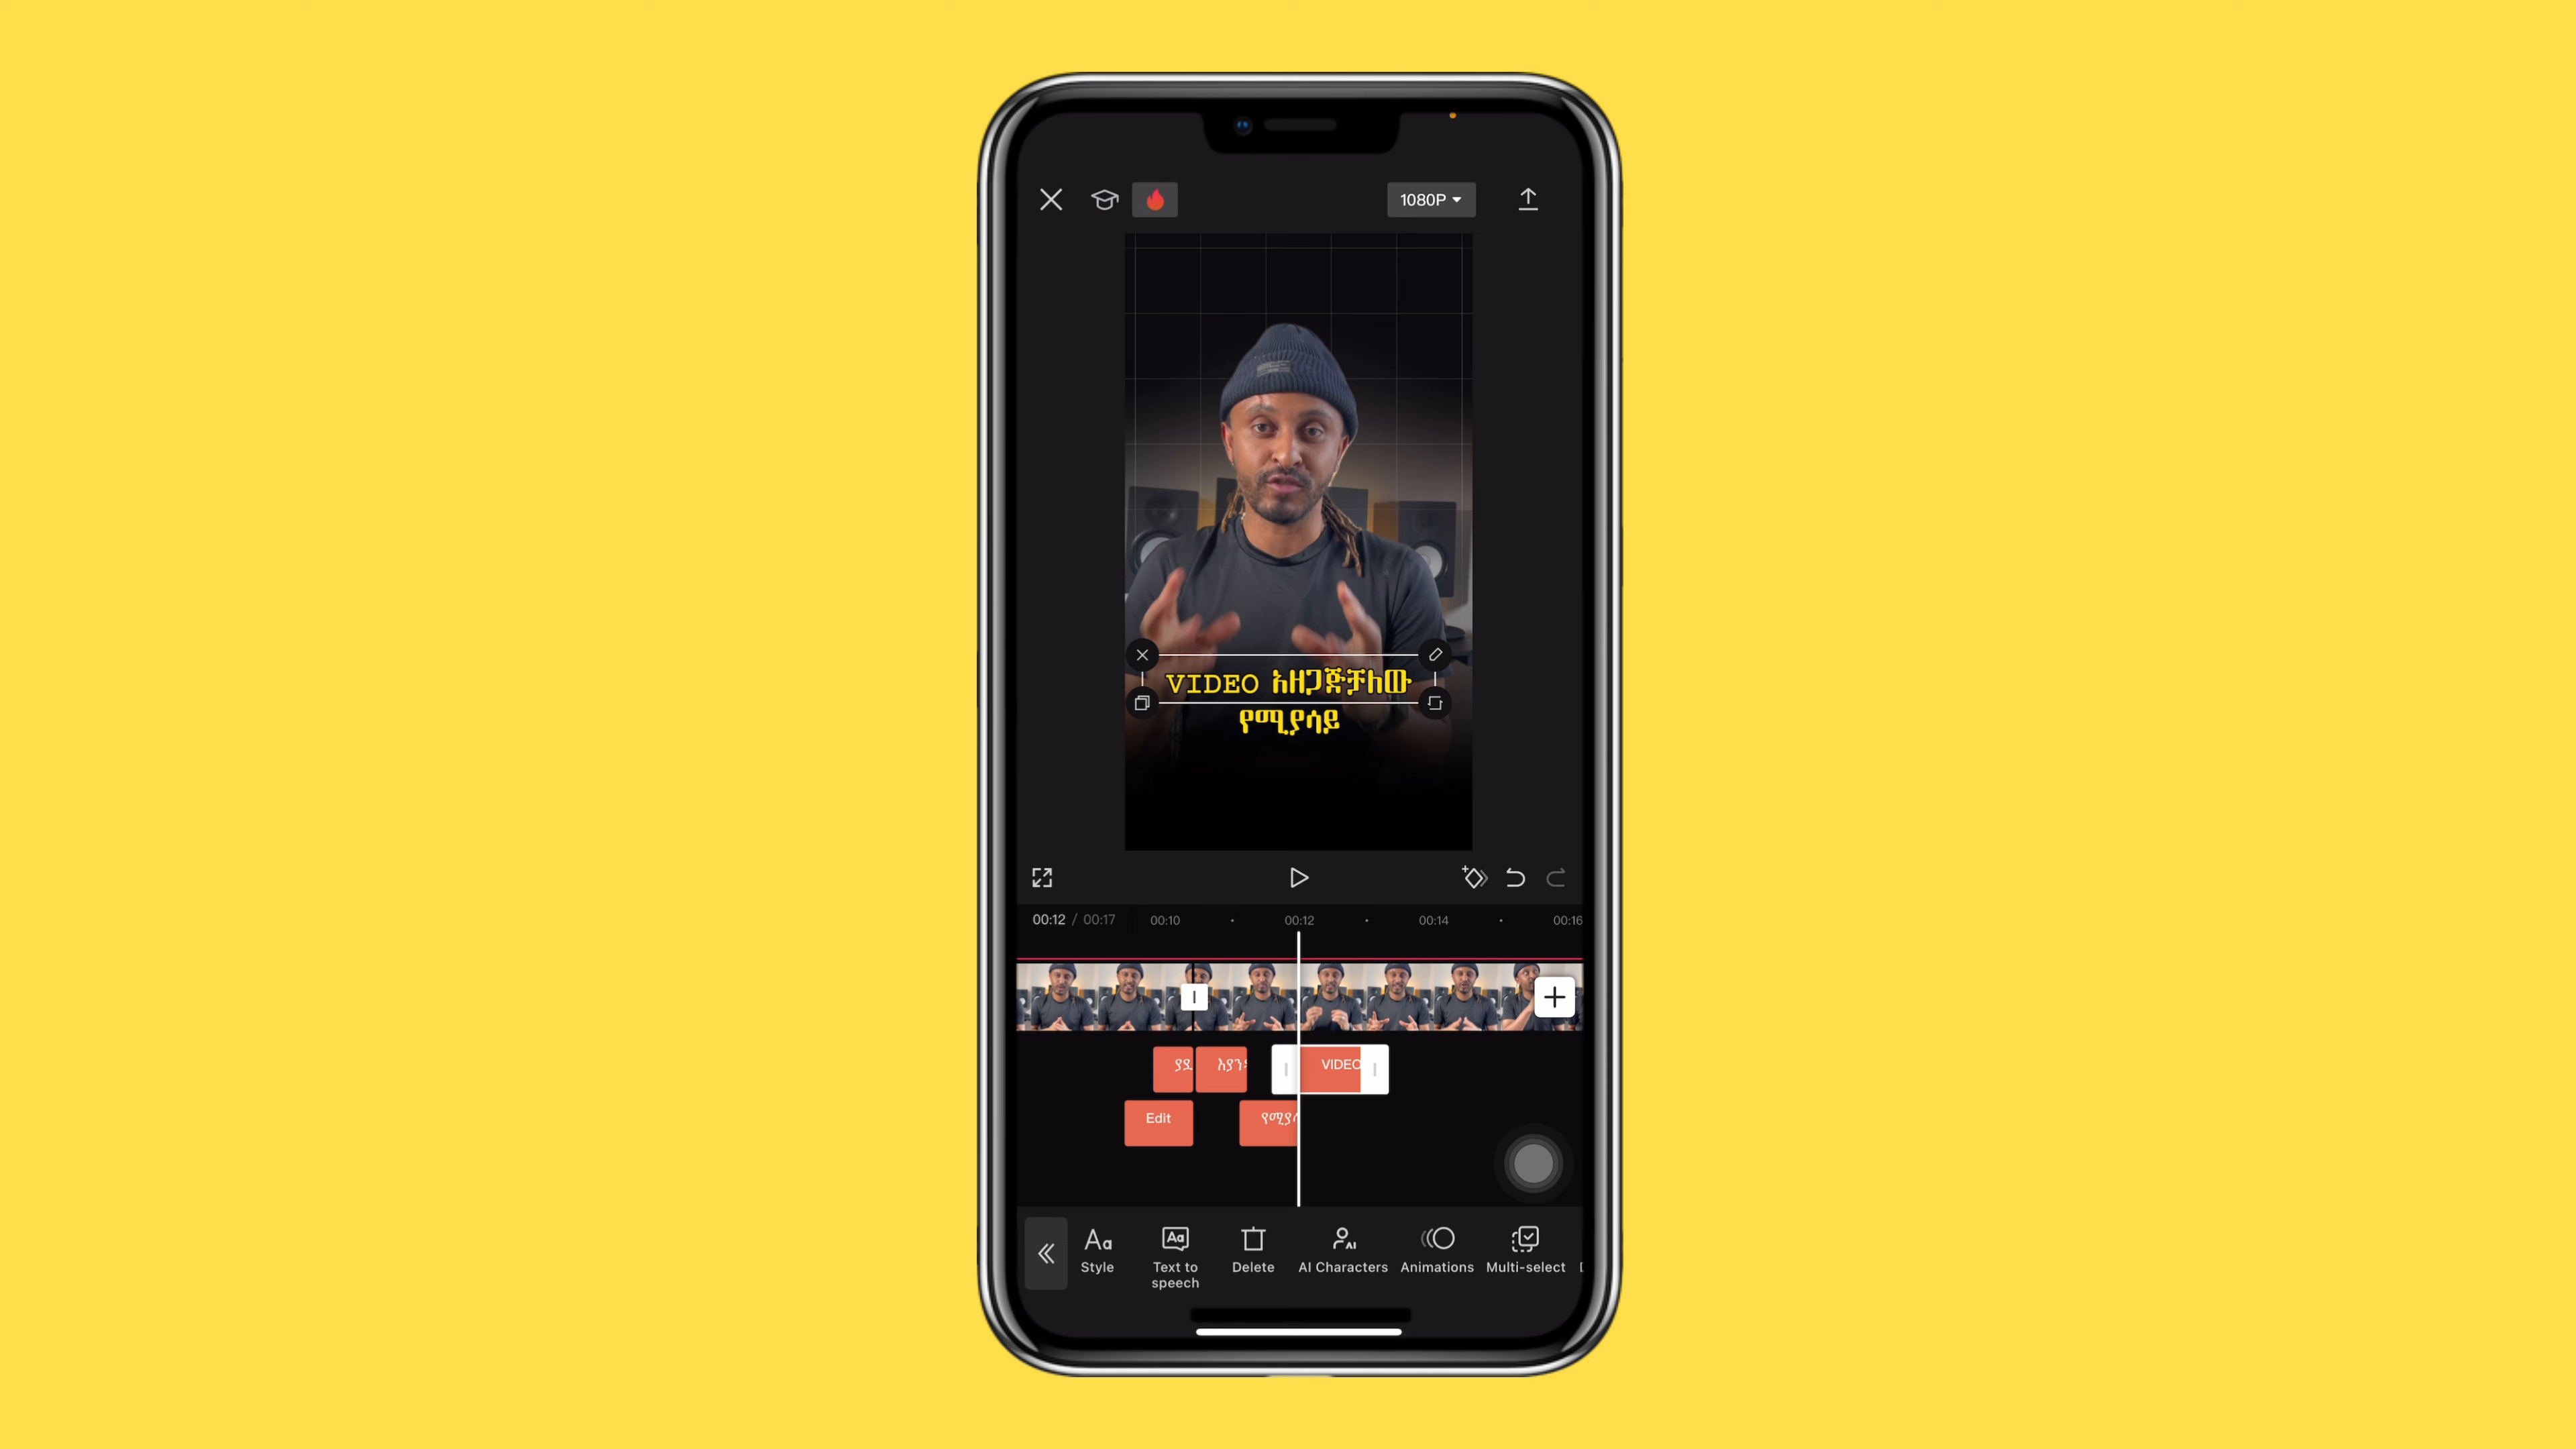 1080P
VIDEO አዘጋጅቻለው
የሚያሳይ
00:12 / 00:17
00:10
00:12
00:14
00:16
VIDEO
Edit
Style
Text to
speech
Delete
AI Characters
Animations
Multi-select